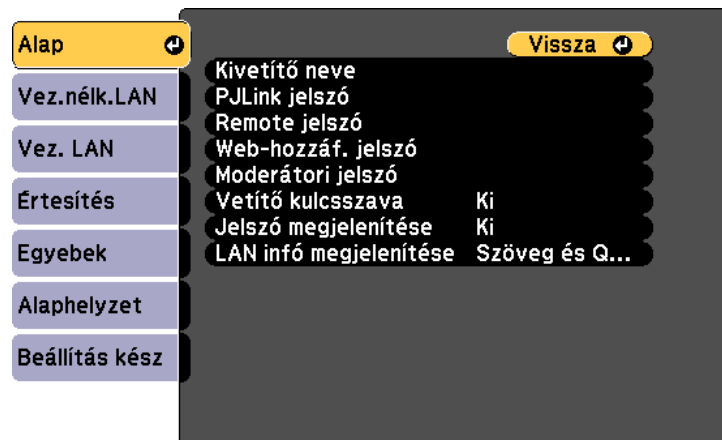 Alap
Vez.nélk.LAN
Vez. LAN
Értesítés
Egyebek
Alaphelyzet
Beállítás kész
Vissza
Kivetítő neve
PJLink jelszó
Remote jelszó
Web-hozzáf. jelszó
Moderátori jelszó
Vetítő kulcsszava Ki
Jelszó megjelenítése Ki
LAN infó megjelenítése Szöveg és Q...